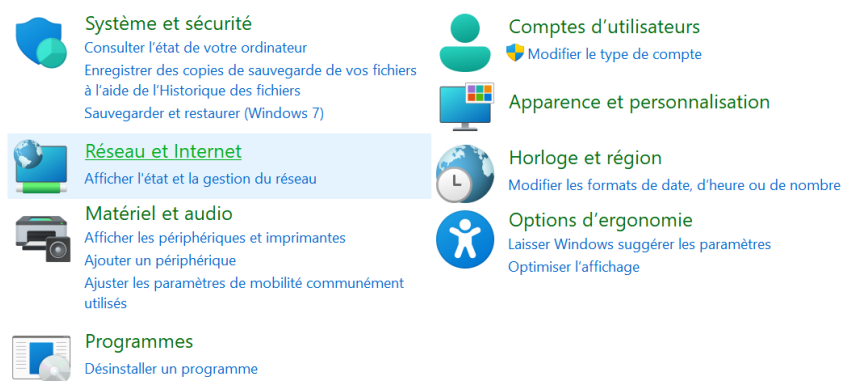 Système et sécurité
Consulter l'état de votre ordinateur
Enregistrer des copies de sauvegarde de vos fichiers
à l'aide de l'Historique des fichiers
Sauvegarder et restaurer (Windows 7)
Réseau et Internet
Afficher l'état et la gestion du réseau
Matériel et audio
Afficher les périphériques et imprimantes
Ajouter un périphérique
Ajuster les paramètres de mobilité communément
utilisés
Programmes
Désinstaller un programme
Comptes d'utilisateurs
Modifier le type de compte
Apparence et personnalisation
Horloge et région
Modifier les formats de date, d'heure ou de nombre
Options d'ergonomie
Laisser Windows suggérer les paramètres
Optimiser l'affichage